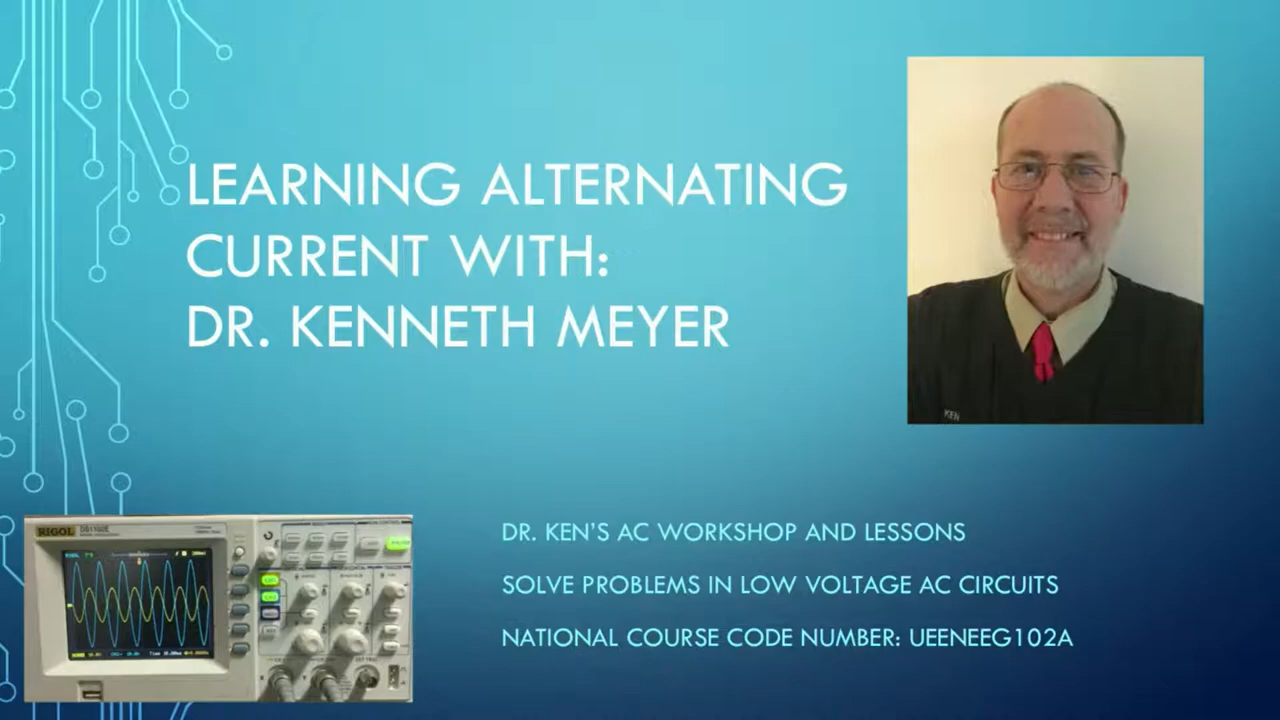 LEARNING ALTERNATING
CURRENT WITH:
DR. KENNETH MEYER
KEN
RIGOL
DR. KEN'S AC WORKSHOP AND LESSONS
SOLVE PROBLEMS IN LOW VOLTAGE AC CIRCUITS
NATIONAL COURSE CODE NUMBER: UEENEEG102A